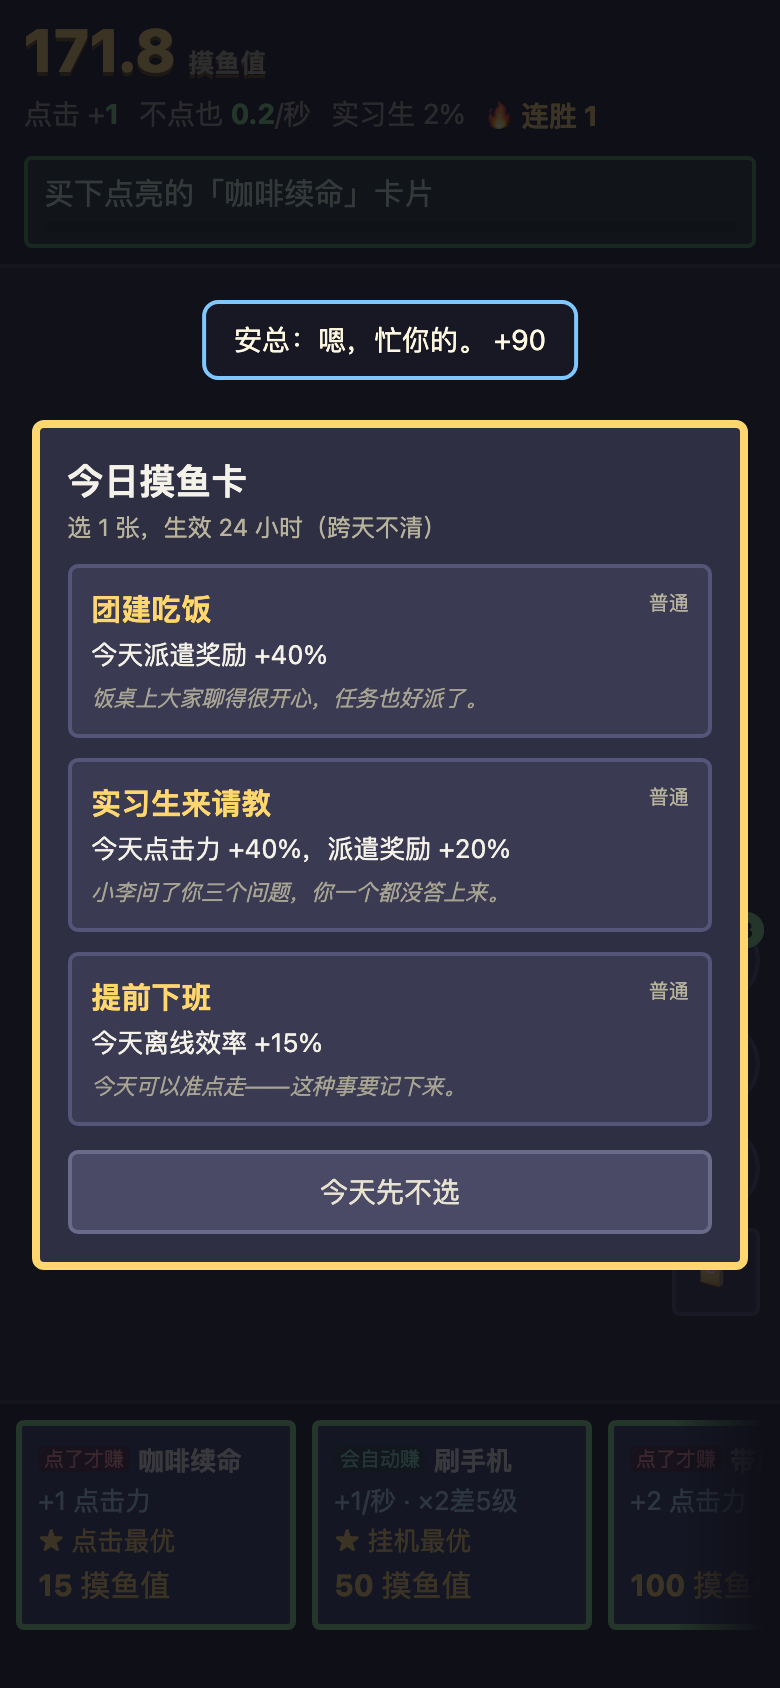 171.8 摸鱼值
点击 +1 不点也 0.2/秒 实习生 2% 🔥 连胜 1
买下点亮的「咖啡续命」卡片
安总：嗯，忙你的。 +90
今日摸鱼卡
选 1 张，生效 24 小时（跨天不清）
团建吃饭 普通
今天派遣奖励 +40%
饭桌上大家聊得很开心，任务也好派了。
实习生来请教 普通
今天点击力 +40%，派遣奖励 +20%
小李问了你三个问题，你一个都没答上来。
提前下班 普通
今天离线效率 +15%
今天可以准点走——这种事要记下来。
今天先不选
点了才赚 咖啡续命
+1 点击力
★ 点击最优
15 摸鱼值
会自动赚 刷手机
+1/秒 · ×2差5级
★ 挂机最优
50 摸鱼值
点了才赚 带
+2 点击力
100 摸鱼